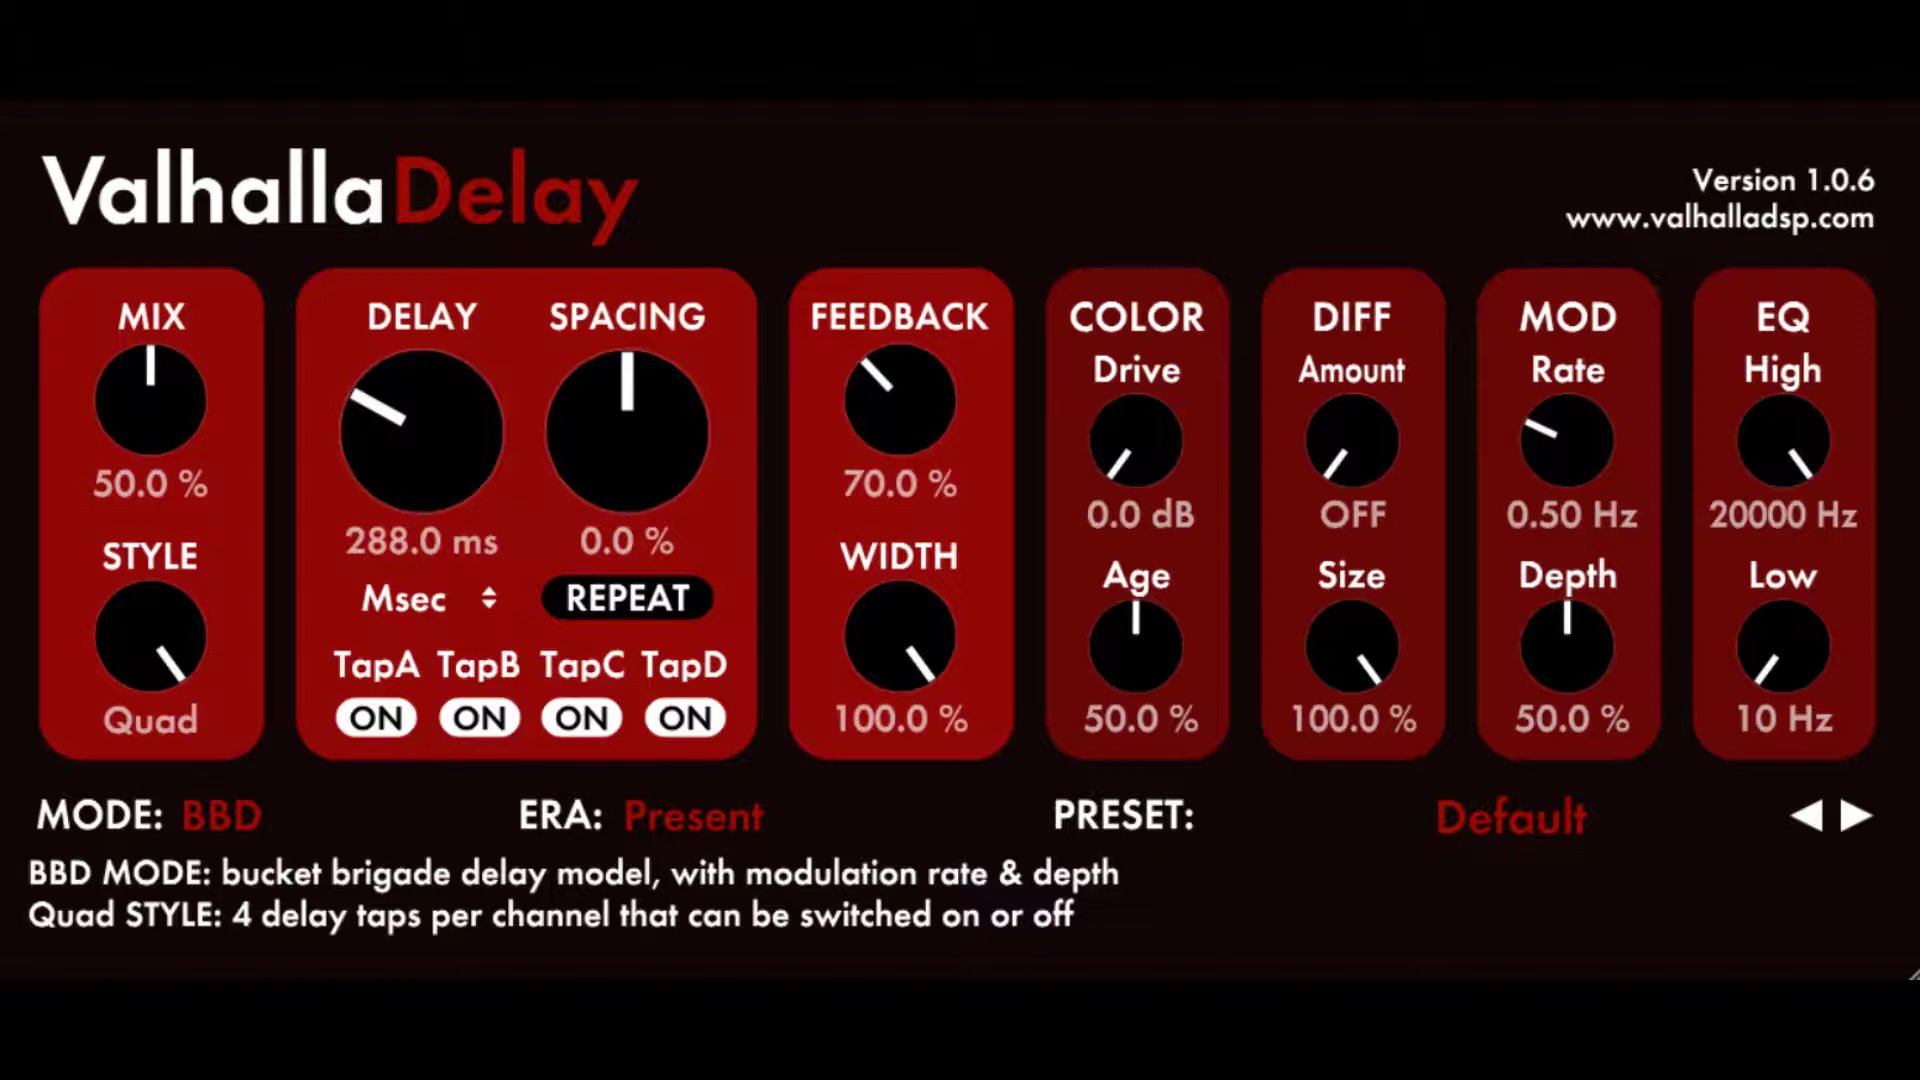 ValhallaDelay
Version 1.0.6
www.valhalladsp.com
MIX
50.0 %
STYLE
Quad
DELAY SPACING
288.0 ms 0.0 %
Msec REPEAT
TapA TapB TapC TapD
ON ON ON ON
FEEDBACK
70.0 %
WIDTH
100.0 %
COLOR
Drive
0.0 dB
Age
50.0 %
DIFF
Amount
OFF
Size
100.0 %
MOD
Rate
0.50 Hz
Depth
50.0 %
EQ
High
20000 Hz
Low
10 Hz
MODE: BBD ERA: Present PRESET: Default
BBD MODE: bucket brigade delay model, with modulation rate & depth
Quad STYLE: 4 delay taps per channel that can be switched on or off